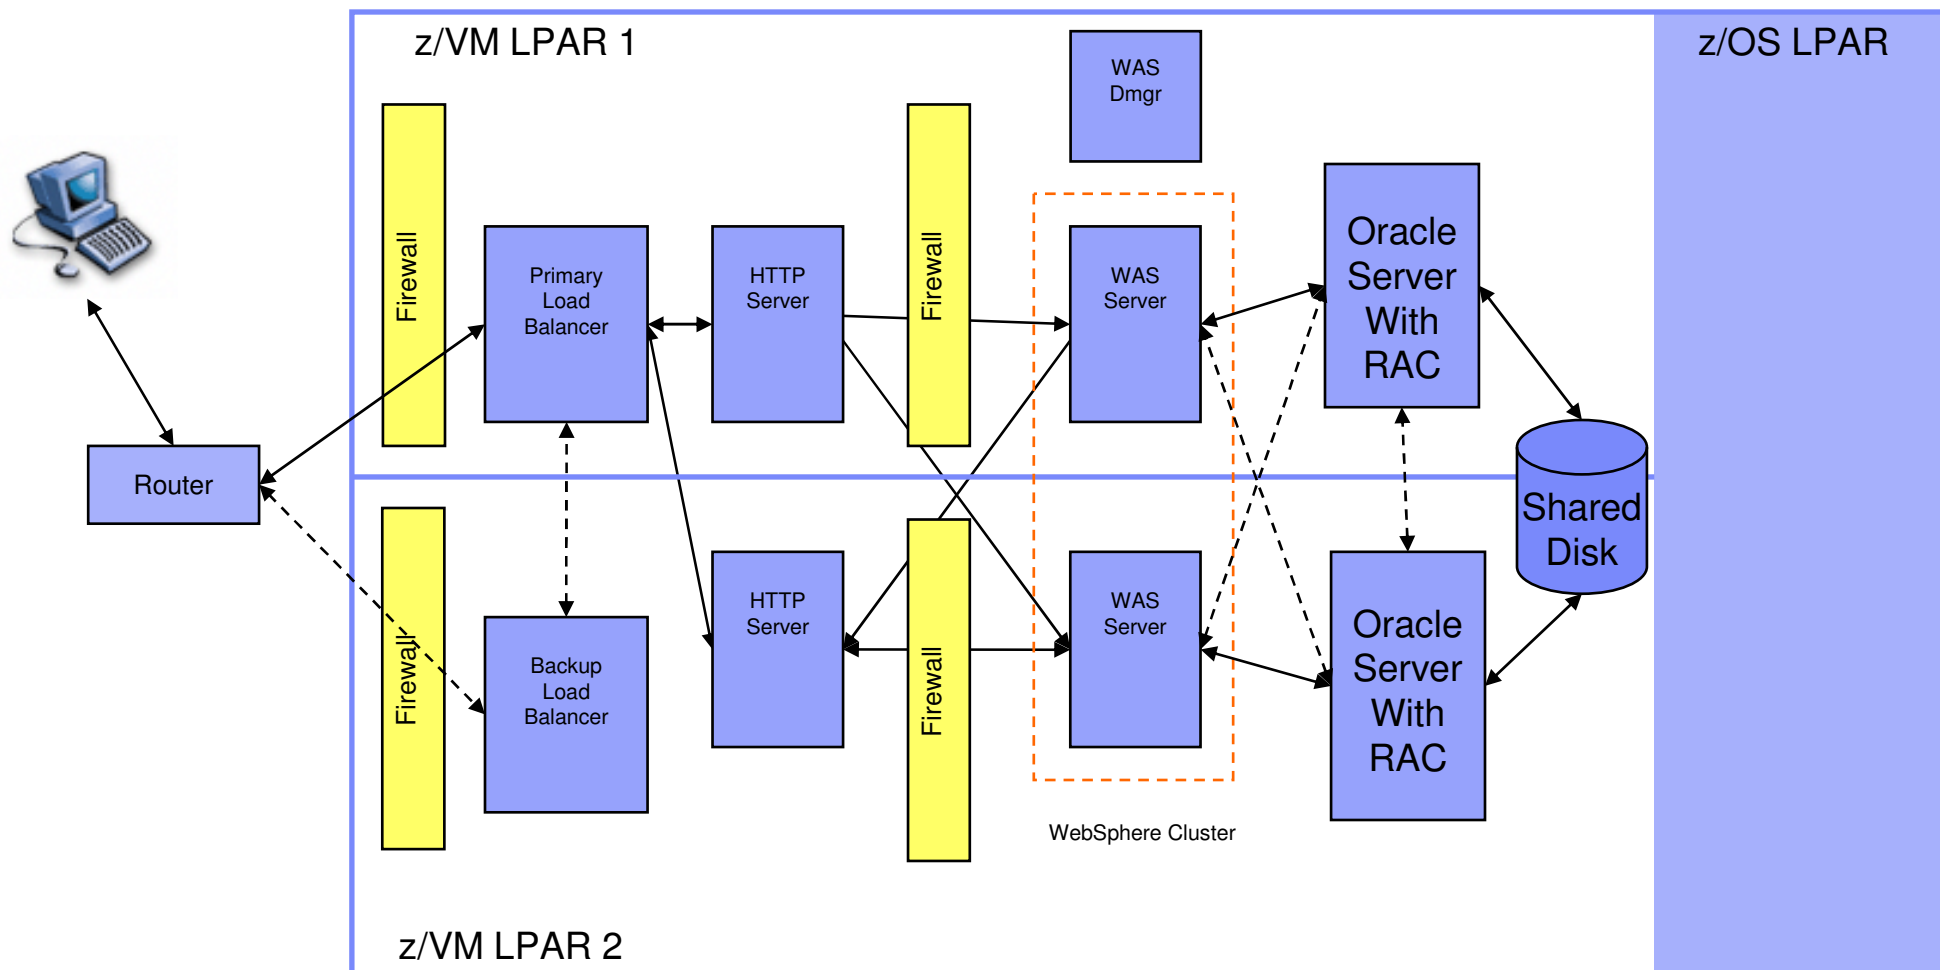 z/VM LPAR 1
z/OS LPAR
WAS
Dmgr
Firewall
Primary
Load
Balancer
HTTP
Server
Firewall
WAS
Server
Oracle
Server
With
RAC
Router
Shared
Disk
Firewall
Backup
Load
Balancer
HTTP
Server
Firewall
WAS
Server
Oracle
Server
With
RAC
WebSphere Cluster
z/VM LPAR 2